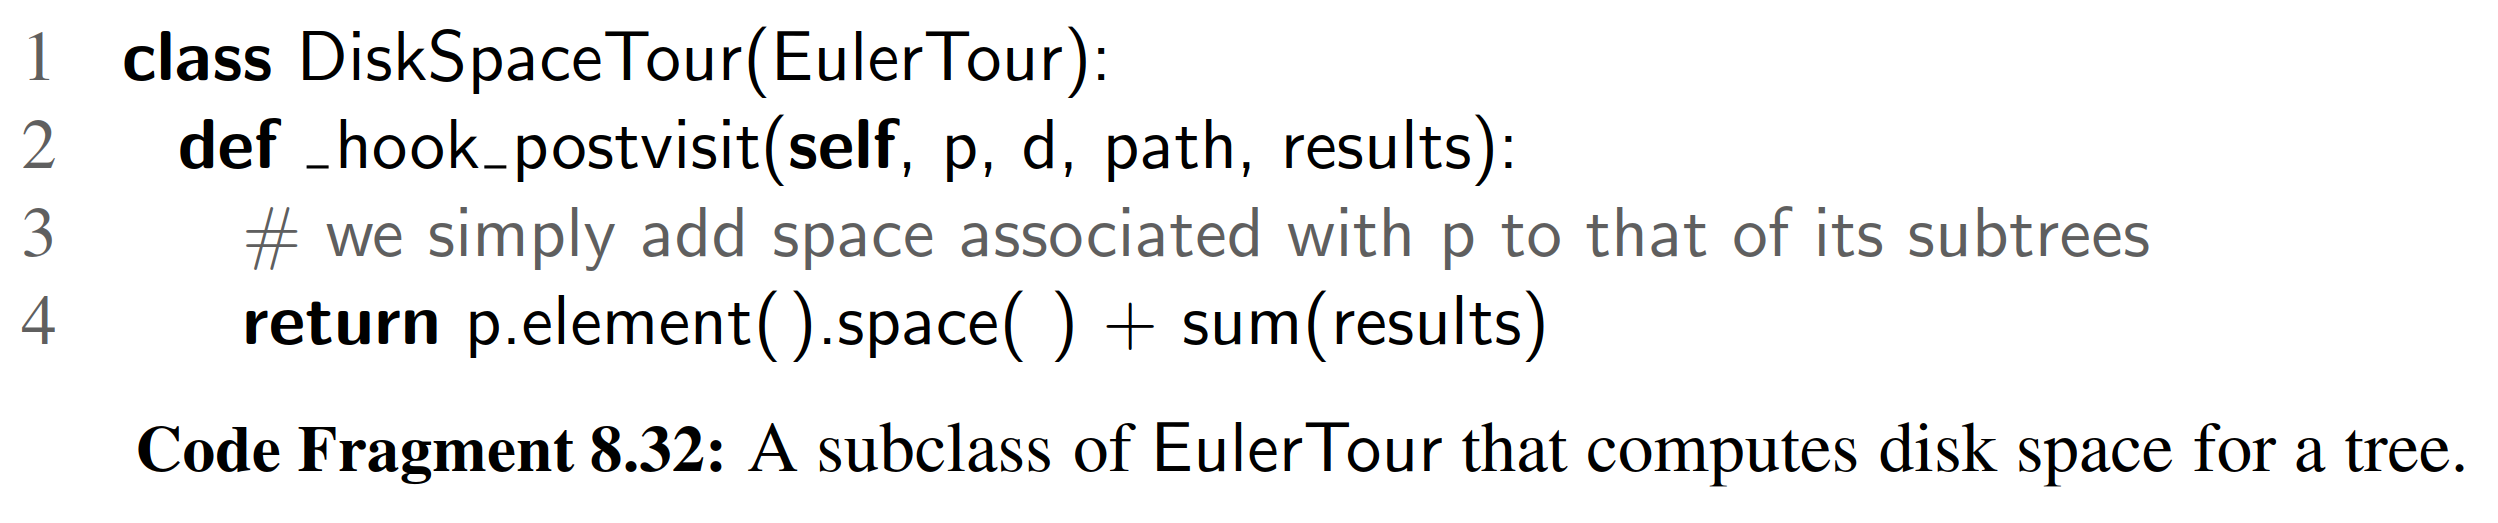 1 class DiskSpaceTour(EulerTour):
2 def _hook_postvisit(self, p, d, path, results):
3 # we simply add space associated with p to that of its subtrees
4 return p.element( ).space( ) + sum(results)
Code Fragment 8.32: A subclass of EulerTour that computes disk space for a tree.